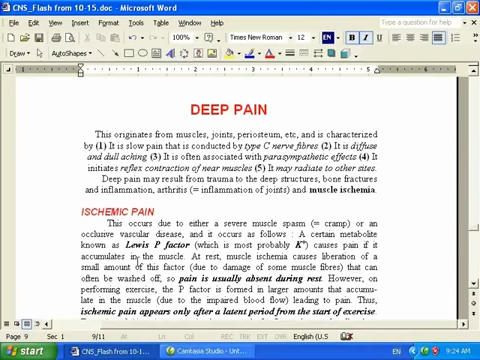 CNS_Flash from 10-15.doc - Microsoft Word
File Edit View Insert Format Tools Table Window Help
Type a question for help
100% Times New Roman 12 EN B I
Draw AutoShapes
DEEP PAIN
This originates from muscles, joints, periosteum, etc, and is characterized
by (1) It is slow pain that is conducted by type C nerve fibres (2) It is diffuse
and dull aching (3) It is often associated with parasympathetic effects (4) It
initiates reflex contraction of near muscles (5) It may radiate to other sites.
Deep pain may result from trauma to the deep structures, bone fractures
and inflammation, arthritis (= inflammation of joints) and muscle ischemia.
ISCHEMIC PAIN
This occurs due to either a severe muscle spasm (= cramp) or an
occlusive vascular disease, and it occurs as follows : A certain metabolite
known as Lewis P factor (which is most probably K+) causes pain if it
accumulates in the muscle. At rest, muscle ischemia causes liberation of a
small amount of this factor (due to damage of some muscle fibres) that can
often be washed off, so pain is usually absent during rest. However, on
performing exercise, the P factor is formed in larger amounts that accumu-
late in the muscle (due to the impaired blood flow) leading to pain. Thus,
ischemic pain appears only after a latent period from the start of exercise.
Page 9 Sec 1 9/11 At Ln Col REC TRK EXT OVR English (U.S
start CNS_Flash from 10-1... Camtasia Studio - Unt... EN 9:24 AM